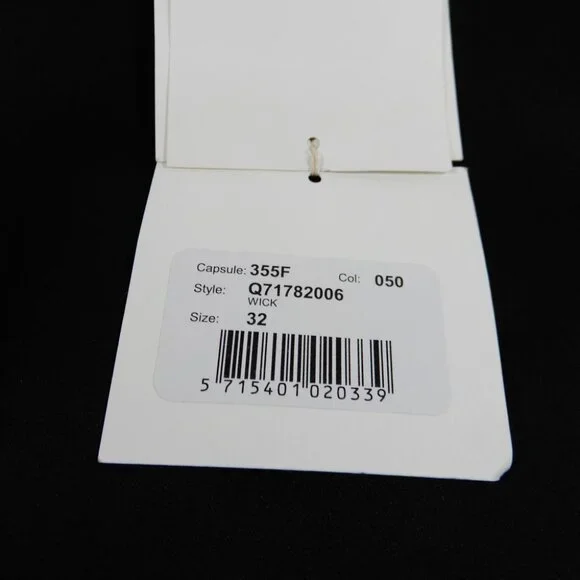 Capsule: 355F Col: 050
Style: Q71782006
WICK
Size: 32
5 715401 020339